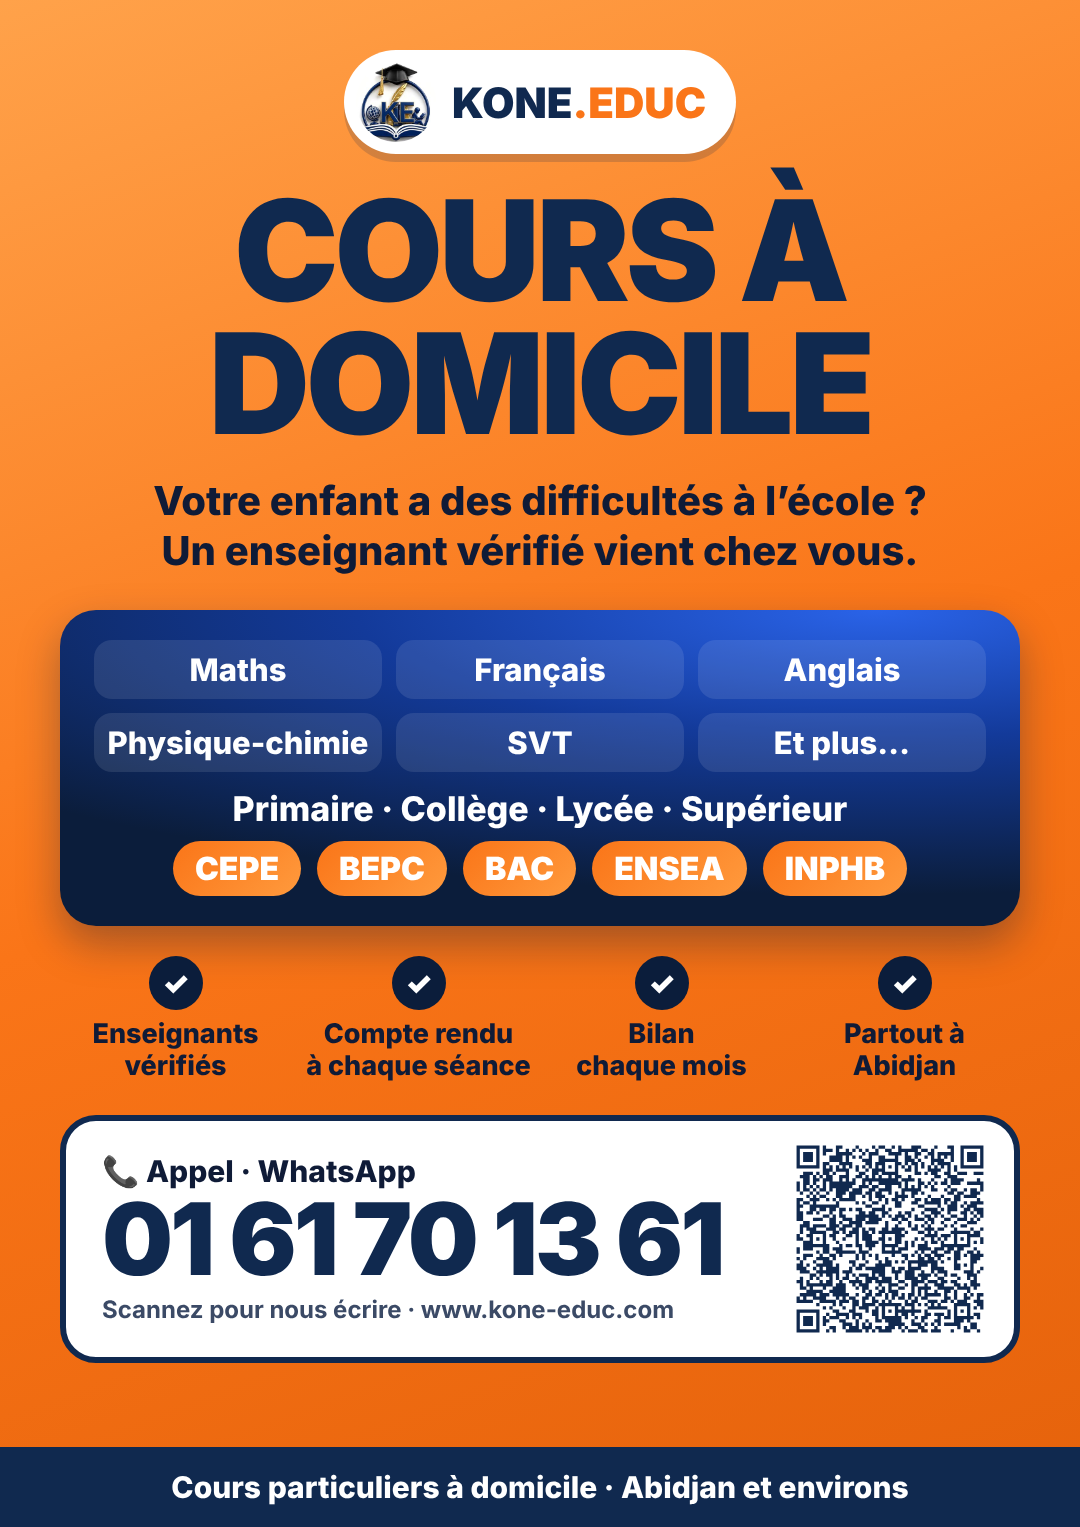 KE
KONE.EDUC
COURS À
DOMICILE
Votre enfant a des difficultés à l’école ?
Un enseignant vérifié vient chez vous.
Maths
Français
Anglais
Physique-chimie
SVT
Et plus…
Primaire · Collège · Lycée · Supérieur
CEPE
BEPC
BAC
ENSEA
INPHB
Enseignants
vérifiés
Compte rendu
à chaque séance
Bilan
chaque mois
Partout à
Abidjan
Appel · WhatsApp
01 61 70 13 61
Scannez pour nous écrire · www.kone-educ.com
Cours particuliers à domicile · Abidjan et environs